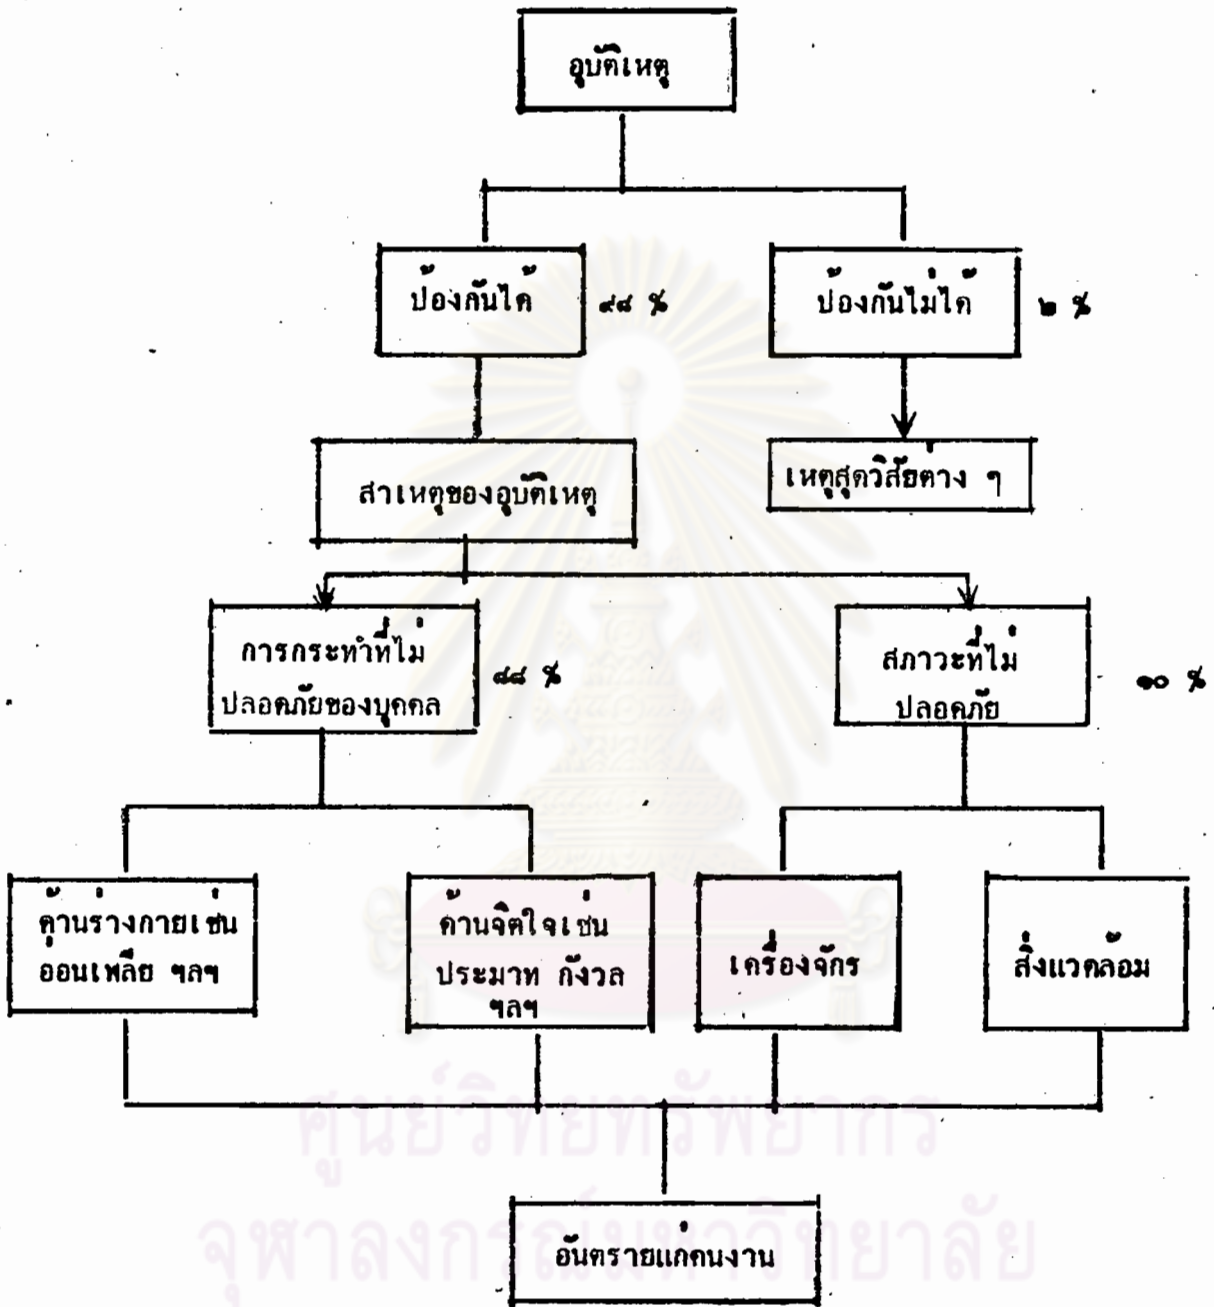 อุบัติเหตุ
ป้องกันได้
๙๘ %
ป้องกันไม่ได้
๒ %
สาเหตุของอุบัติเหตุ
เหตุสุดวิสัยต่าง ๆ
การกระทำที่ไม่
ปลอดภัยของบุคคล
๘๘ %
สภาวะที่ไม่
ปลอดภัย
๑๐ %
ด้านร่างกายเช่น
ออนเพลีย ฯลฯ
ด้านจิตใจเช่น
ประมาท กังวล
ฯลฯ
เครื่องจักร
สิ่งแวดล้อม
อันตรายแก่คนงาน
ศูนย์วิทยทรัพยากร
จุฬาลงกรณ์มหาวิทยาลัย